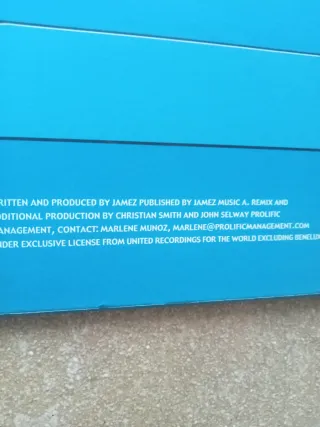 RITTEN AND PRODUCED BY JAMEZ PUBLISHED BY JAMEZ MUSIC A. REMIX AND
DDITIONAL PRODUCTION BY CHRISTIAN SMITH AND JOHN SELWAY PROLIFIC
ANAGEMENT, CONTACT: MARLENE MUNOZ, MARLENE@PROLIFICMANAGEMENT.COM
NDER EXCLUSIVE LICENSE FROM UNITED RECORDINGS FOR THE WORLD EXCLUDING BENELUX